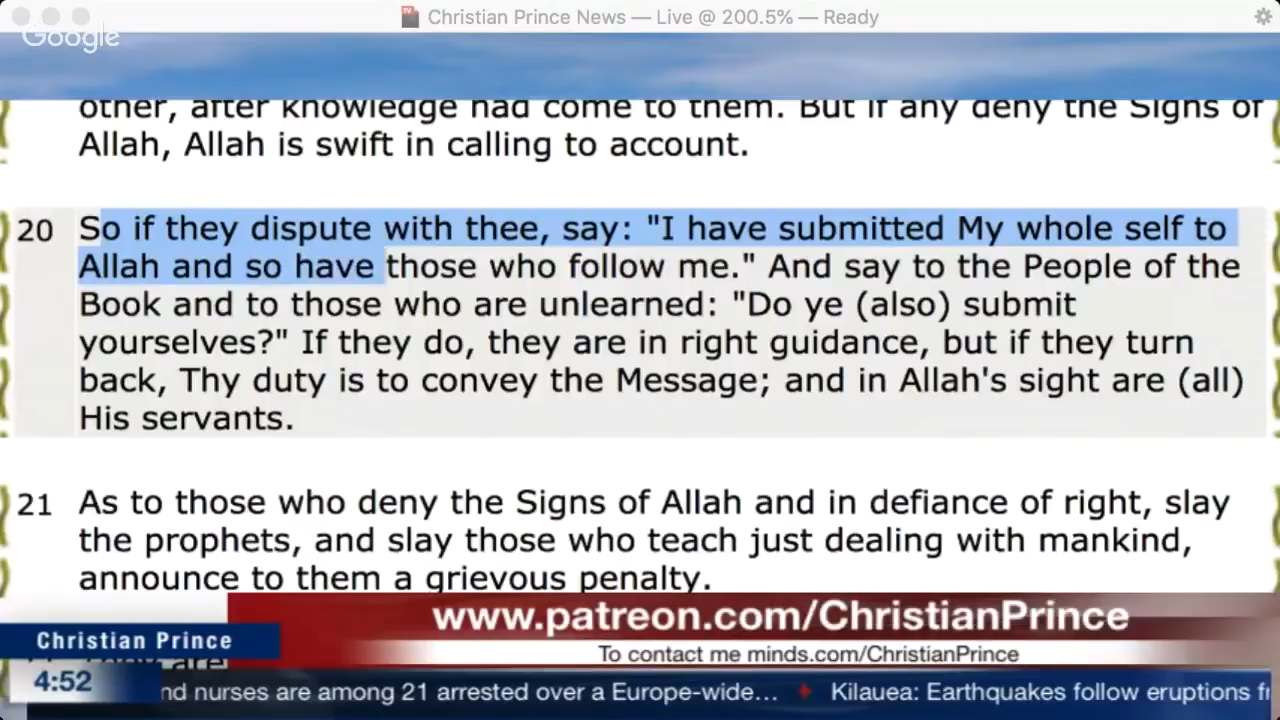 Christian Prince News — Live @ 200.5% — Ready
Google
other, after knowledge had come to them. But if any deny the Signs of
Allah, Allah is swift in calling to account.
20 So if they dispute with thee, say: "I have submitted My whole self to
Allah and so have those who follow me." And say to the People of the
Book and to those who are unlearned: "Do ye (also) submit
yourselves?" If they do, they are in right guidance, but if they turn
back, Thy duty is to convey the Message; and in Allah's sight are (all)
His servants.
21 As to those who deny the Signs of Allah and in defiance of right, slay
the prophets, and slay those who teach just dealing with mankind,
announce to them a grievous penalty.
www.patreon.com/ChristianPrince
Christian Prince
To contact me minds.com/ChristianPrince
4:52
nd nurses are among 21 arrested over a Europe-wide... ♦ Kilauea: Earthquakes follow eruptions